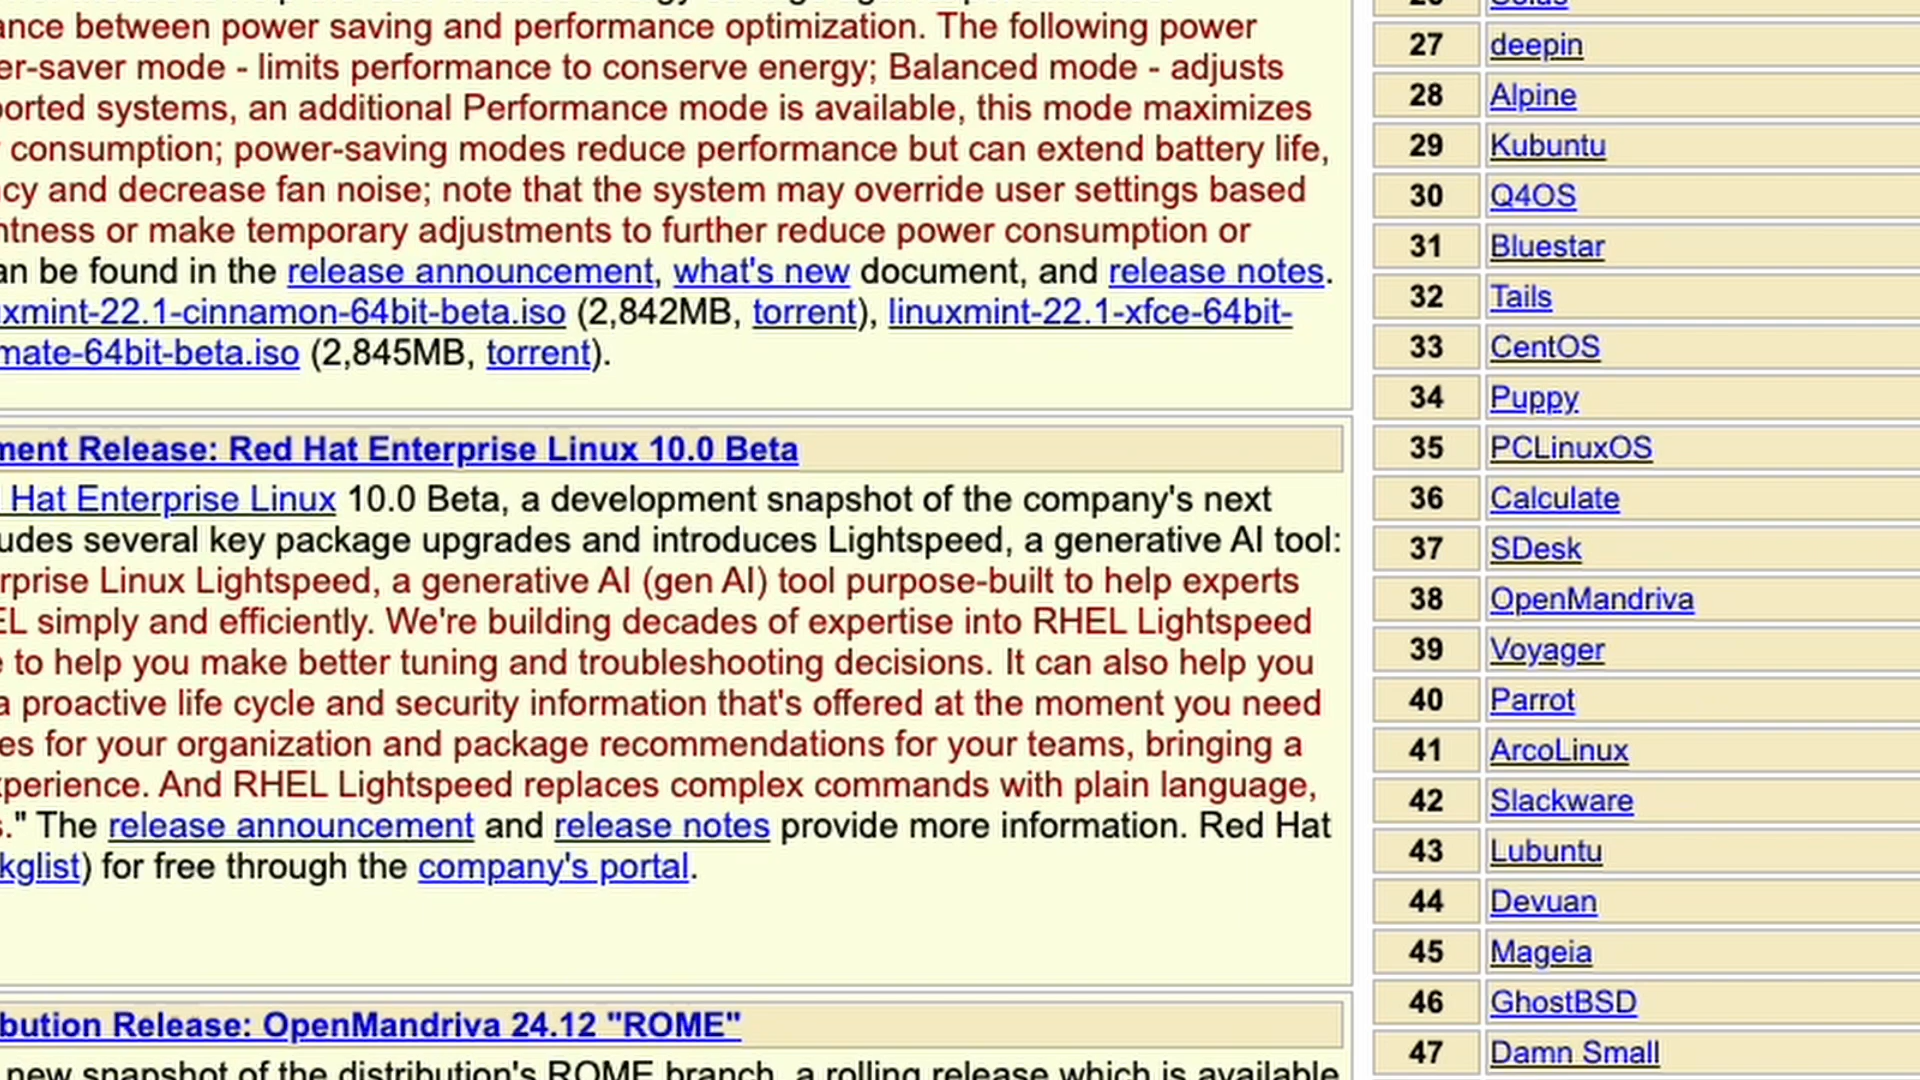 ance between power saving and performance optimization. The following power
er-saver mode - limits performance to conserve energy; Balanced mode - adjusts
ported systems, an additional Performance mode is available, this mode maximizes
consumption; power-saving modes reduce performance but can extend battery life,
ncy and decrease fan noise; note that the system may override user settings based
ntness or make temporary adjustments to further reduce power consumption or
an be found in the release announcement, what's new document, and release notes.
xmint-22.1-cinnamon-64bit-beta.iso (2,842MB, torrent), linuxmint-22.1-xfce-64bit-
mate-64bit-beta.iso (2,845MB, torrent).
ment Release: Red Hat Enterprise Linux 10.0 Beta
Hat Enterprise Linux 10.0 Beta, a development snapshot of the company's next
udes several key package upgrades and introduces Lightspeed, a generative AI tool:
rprise Linux Lightspeed, a generative AI (gen AI) tool purpose-built to help experts
EL simply and efficiently. We're building decades of expertise into RHEL Lightspeed
e to help you make better tuning and troubleshooting decisions. It can also help you
a proactive life cycle and security information that's offered at the moment you need
es for your organization and package recommendations for your teams, bringing a
xperience. And RHEL Lightspeed replaces complex commands with plain language,
s." The release announcement and release notes provide more information. Red Hat
kglist) for free through the company's portal.
bution Release: OpenMandriva 24.12 "ROME"
new snapshot of the distribution's ROME branch, a rolling release which is available
27 deepin
28 Alpine
29 Kubuntu
30 Q4OS
31 Bluestar
32 Tails
33 CentOS
34 Puppy
35 PCLinuxOS
36 Calculate
37 SDesk
38 OpenMandriva
39 Voyager
40 Parrot
41 ArcoLinux
42 Slackware
43 Lubuntu
44 Devuan
45 Mageia
46 GhostBSD
47 Damn Small